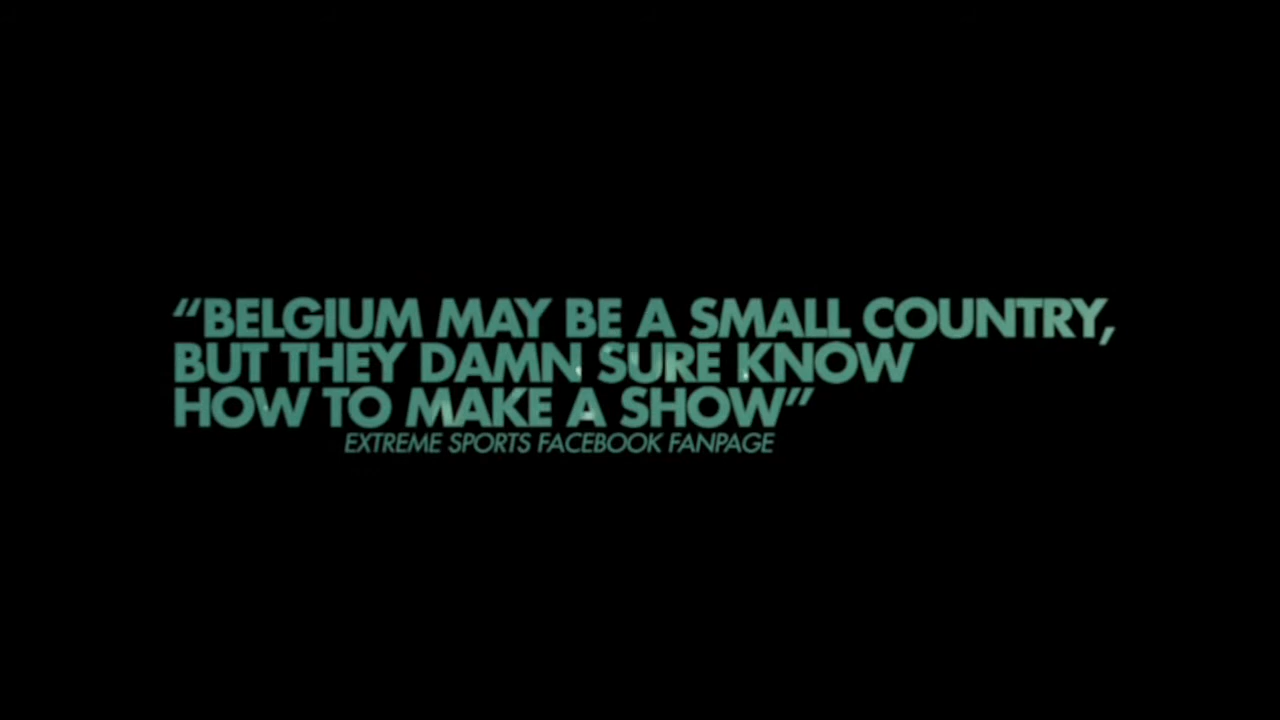 “BELGIUM MAY BE A SMALL COUNTRY,
BUT THEY DAMN SURE KNOW
HOW TO MAKE A SHOW”
EXTREME SPORTS FACEBOOK FANPAGE